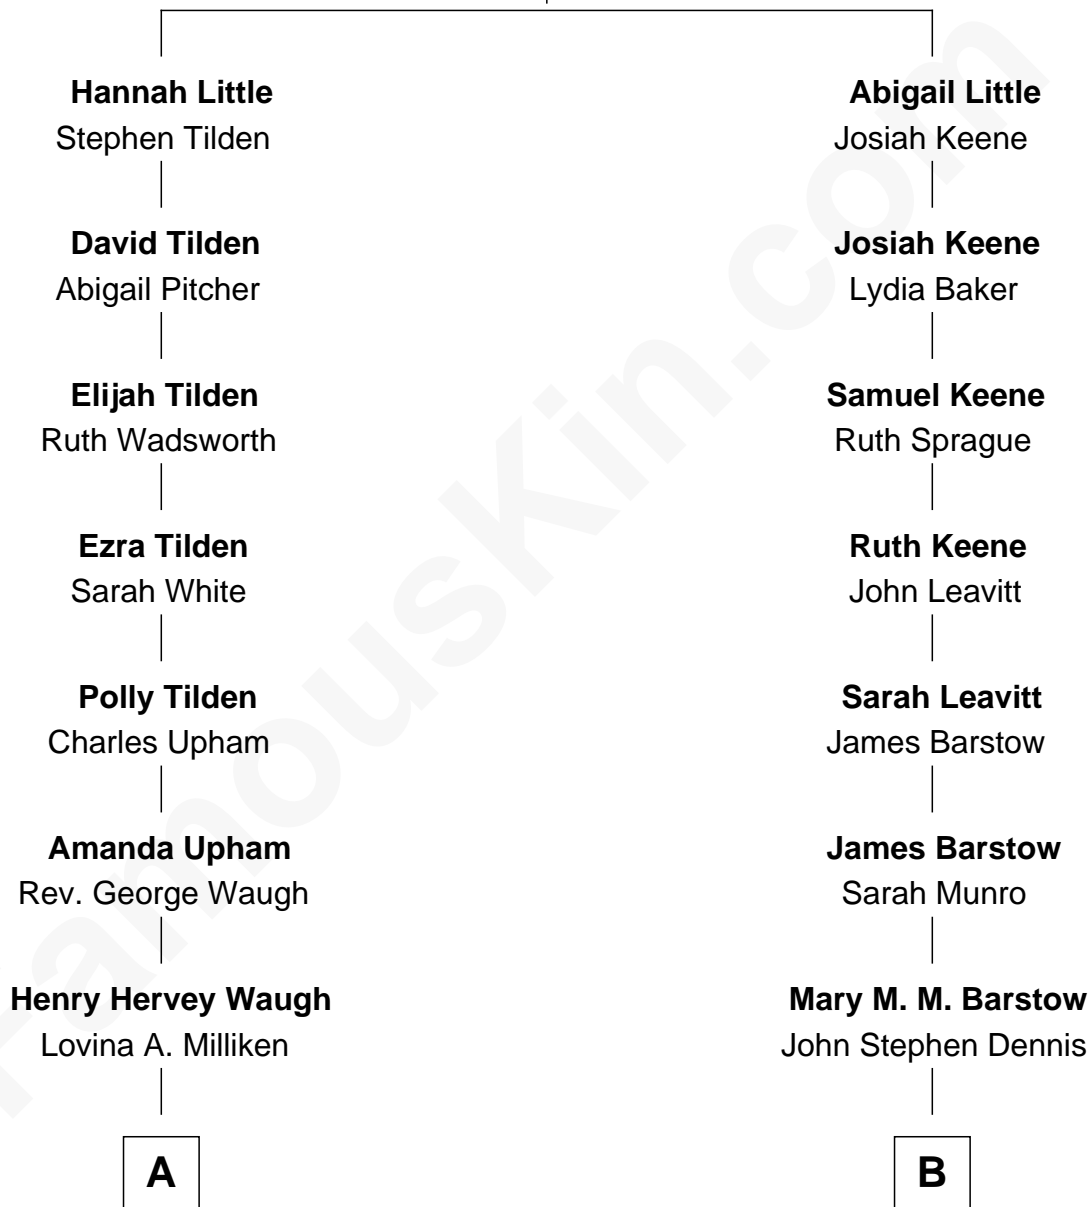 Hannah Little
Stephen Tilden
David Tilden
Abigail Pitcher
Elijah Tilden
Ruth Wadsworth
Ezra Tilden
Sarah White
Polly Tilden
Charles Upham
Amanda Upham
Rev. George Waugh
Henry Hervey Waugh
Lovina A. Milliken
A
Abigail Little
Josiah Keene
Josiah Keene
Lydia Baker
Samuel Keene
Ruth Sprague
Ruth Keene
John Leavitt
Sarah Leavitt
James Barstow
James Barstow
Sarah Munro
Mary M. M. Barstow
John Stephen Dennis
B
FamousKin.com